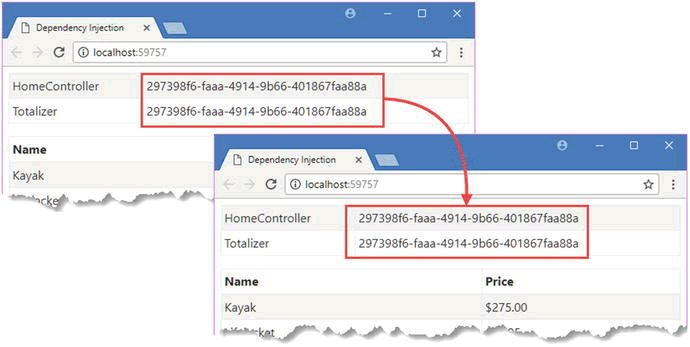 Dependency Injection
localhost:59757
HomeController 297398f6-faaa-4914-9b66-401867faa88a
Totalizer 297398f6-faaa-4914-9b66-401867faa88a
Name
Kayak
Dependency Injection
localhost:59757
HomeController 297398f6-faaa-4914-9b66-401867faa88a
Totalizer 297398f6-faaa-4914-9b66-401867faa88a
Name Price
Kayak $275.00